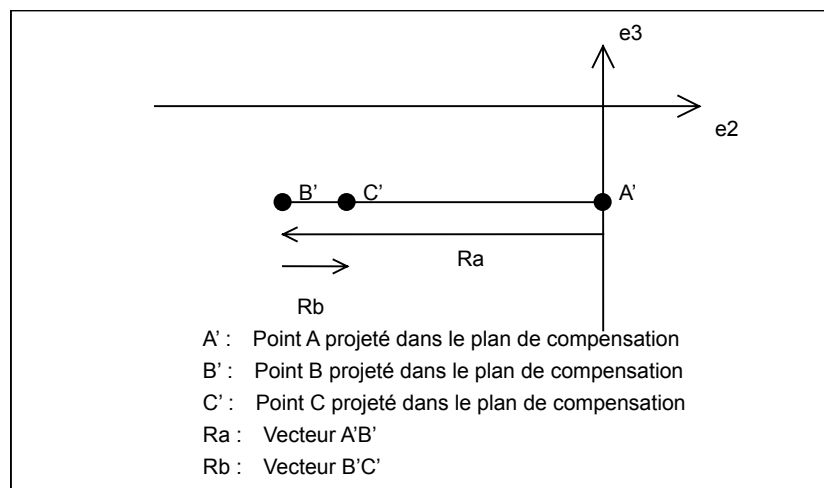 e3
e2
B' C' A'
Ra
Rb
A' : Point A projeté dans le plan de compensation
B' : Point B projeté dans le plan de compensation
C' : Point C projeté dans le plan de compensation
Ra : Vecteur A'B'
Rb : Vecteur B'C'